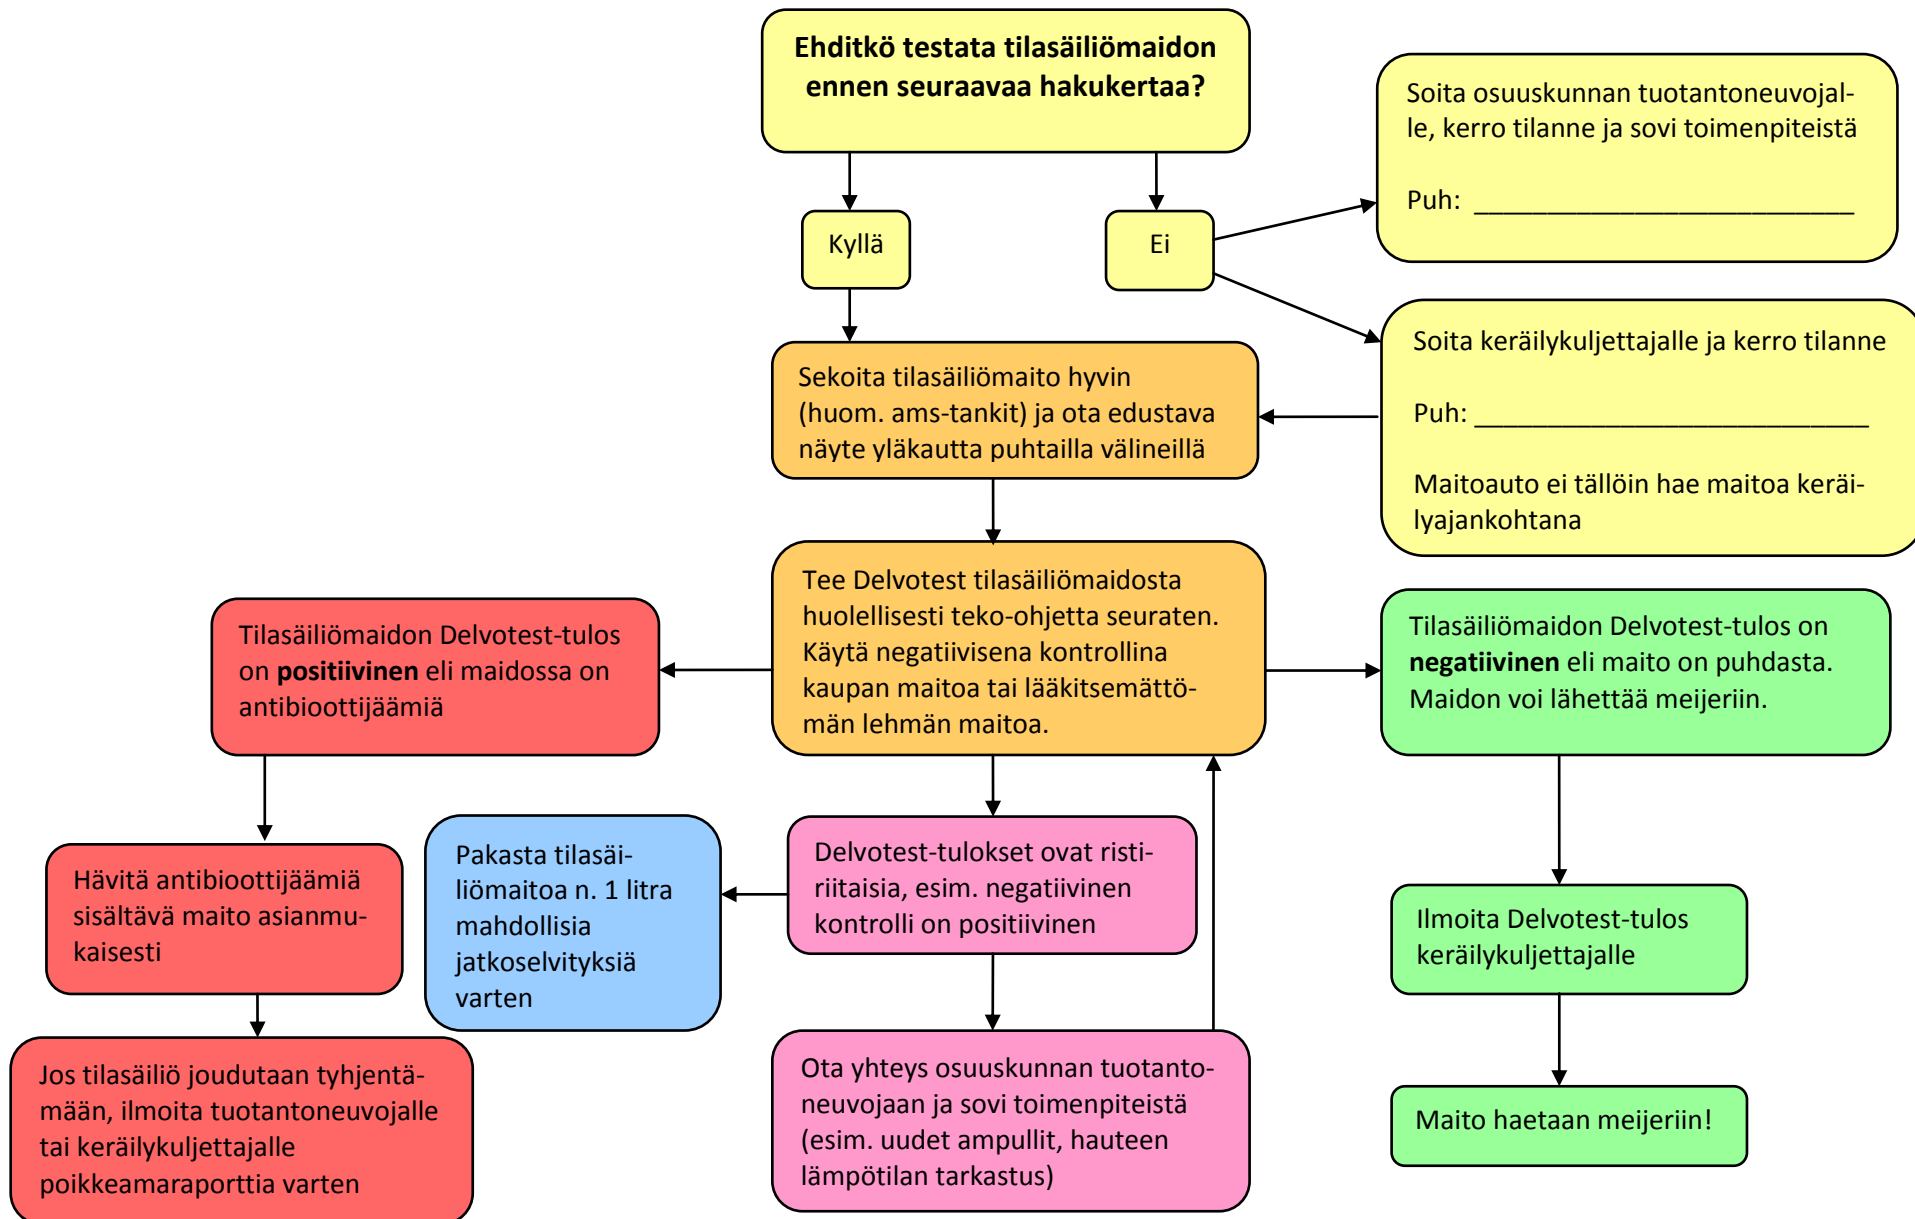 Ehditkö testata tilasäiliömaidon
ennen seuraavaa hakukertaa?
Soita osuuskunnan tuotantoneuvojal-
le, kerro tilanne ja sovi toimenpiteistä
Puh: __________________________
Kyllä
Ei
Soita keräilykuljettajalle ja kerro tilanne
Puh: ___________________________
Maitoauto ei tällöin hae maitoa keräi-
lyajankohtana
Sekoita tilasäiliömaito hyvin
(huom. ams-tankit) ja ota edustava
näyte yläkautta puhtailla välineillä
Tee Delvotest tilasäiliömaidosta
huolellisesti teko-ohjetta seuraten.
Käytä negatiivisena kontrollina
kaupan maitoa tai lääkitsemättö-
män lehmän maitoa.
Tilasäiliömaidon Delvotest-tulos
on positiivinen eli maidossa on
antibioottijäämiä
Tilasäiliömaidon Delvotest-tulos on
negatiivinen eli maito on puhdasta.
Maidon voi lähettää meijeriin.
Hävitä antibioottijäämiä
sisältävä maito asianmu-
kaisesti
Pakasta tilasäi-
liömaitoa n. 1 litra
mahdollisia
jatkoselvityksiä
varten
Delvotest-tulokset ovat risti-
riitaisia, esim. negatiivinen
kontrolli on positiivinen
Ilmoita Delvotest-tulos
keräilykuljettajalle
Jos tilasäiliö joudutaan tyhjentä-
mään, ilmoita tuotantoneuvojalle
tai keräilykuljettajalle
poikkeamaraporttia varten
Ota yhteys osuuskunnan tuotanto-
neuvojaan ja sovi toimenpiteistä
(esim. uudet ampullit, hauteen
lämpötilan tarkastus)
Maito haetaan meijeriin!